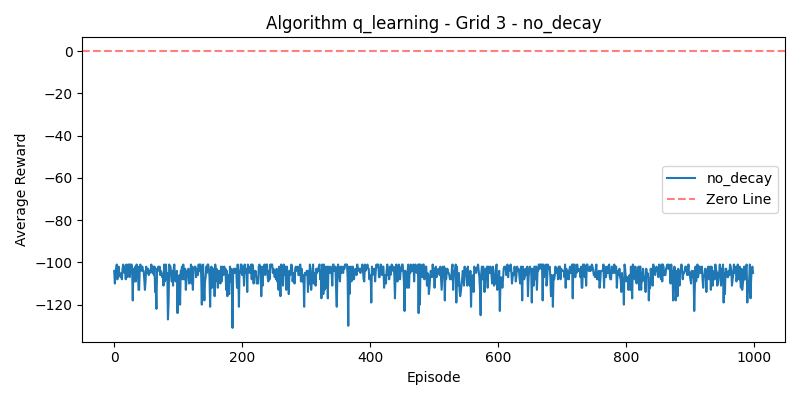 Algorithm q_learning - Grid 3 - no_decay
Average Reward
0
−20
−40
−60
−80
−100
−120
no_decay
Zero Line
0
200
400
600
800
1000
Episode